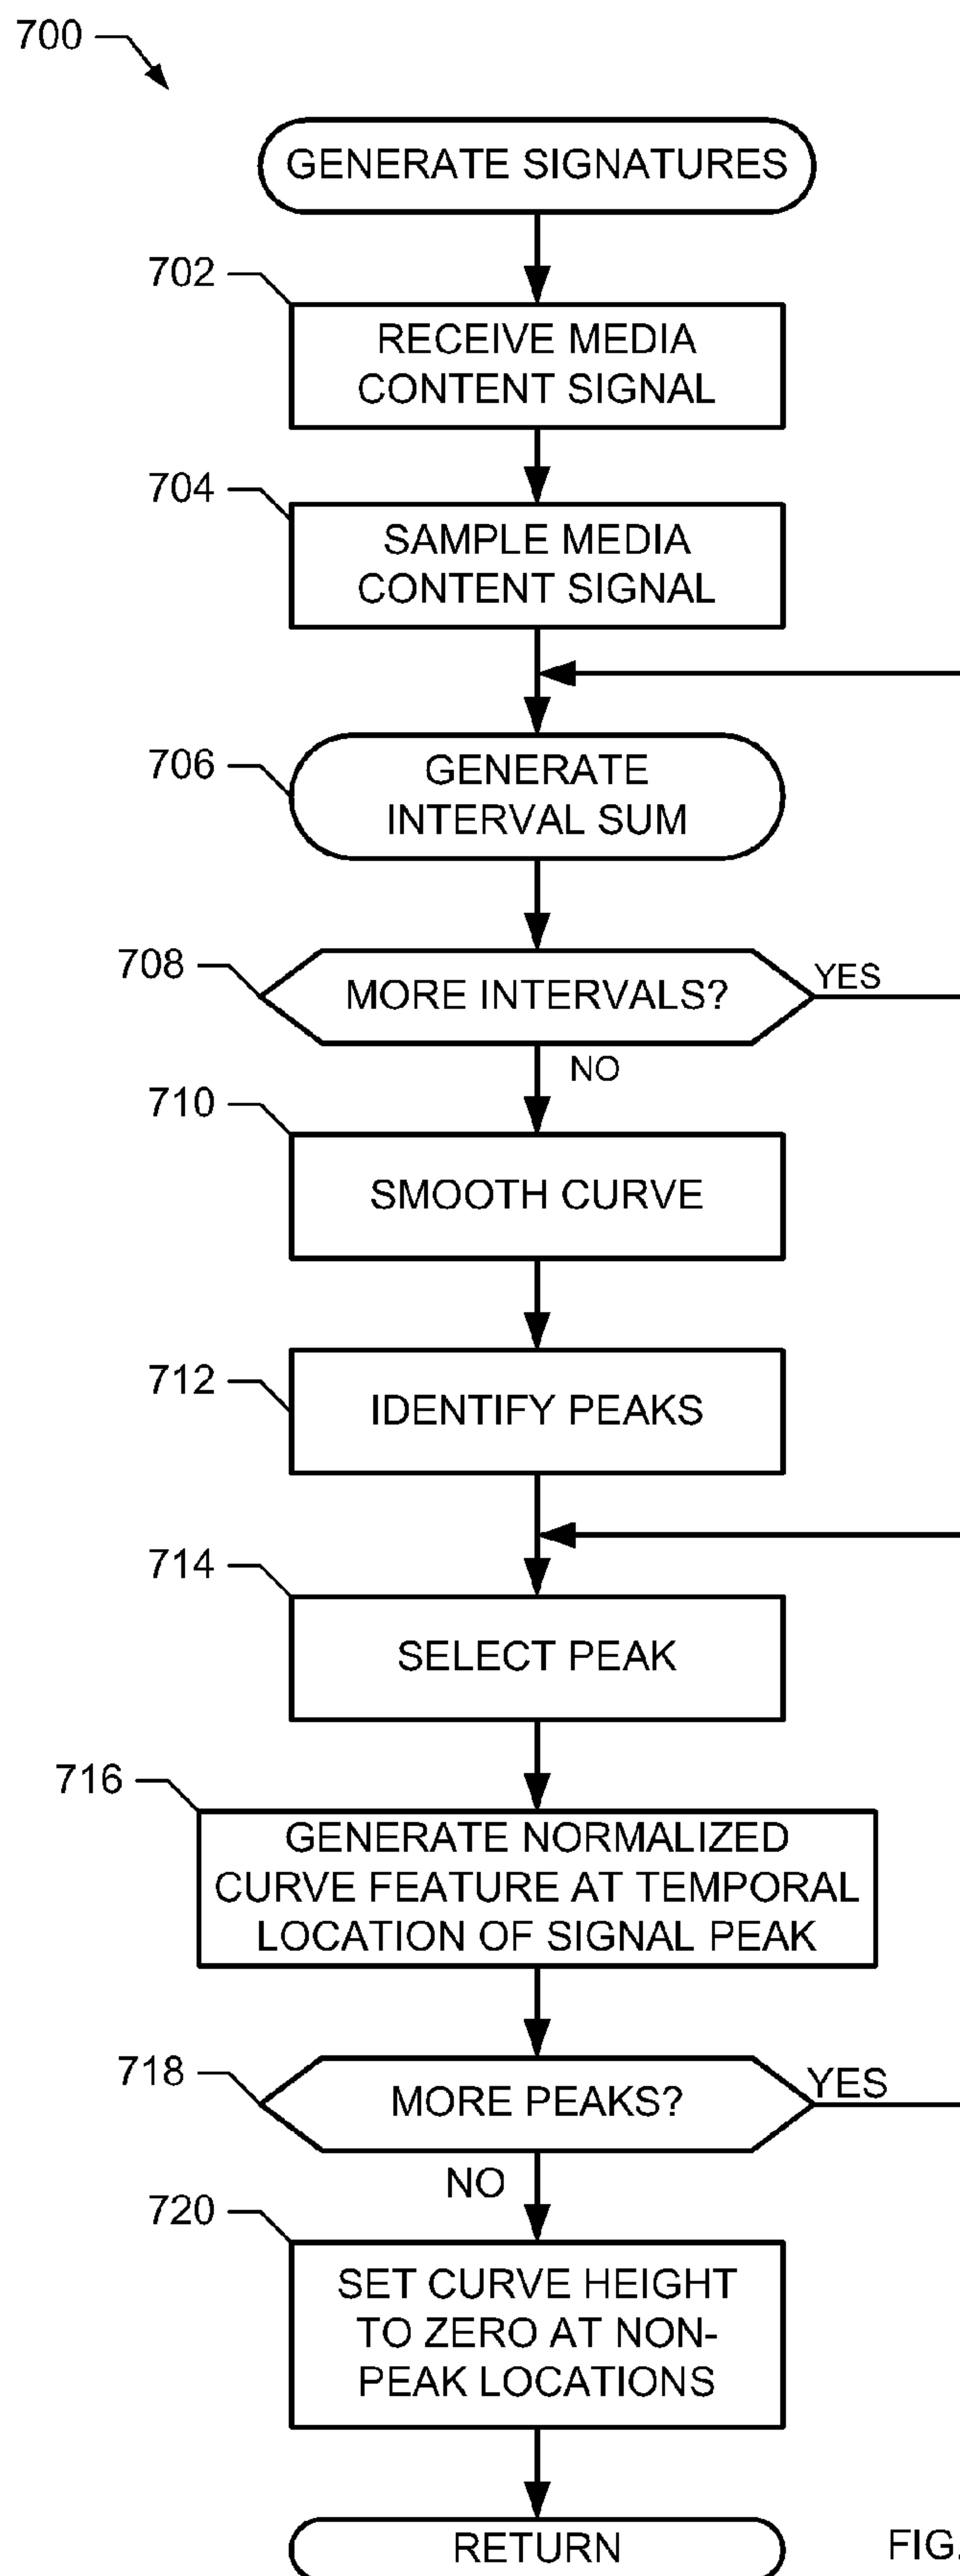 700
GENERATE SIGNATURES
702
RECEIVE MEDIA
CONTENT SIGNAL
704
SAMPLE MEDIA
CONTENT SIGNAL
706
GENERATE
INTERVAL SUM
708
MORE INTERVALS?
YES
NO
710
SMOOTH CURVE
712
IDENTIFY PEAKS
714
SELECT PEAK
716
GENERATE NORMALIZED
CURVE FEATURE AT TEMPORAL
LOCATION OF SIGNAL PEAK
718
MORE PEAKS?
YES
NO
720
SET CURVE HEIGHT
TO ZERO AT NON-
PEAK LOCATIONS
RETURN
FIG.